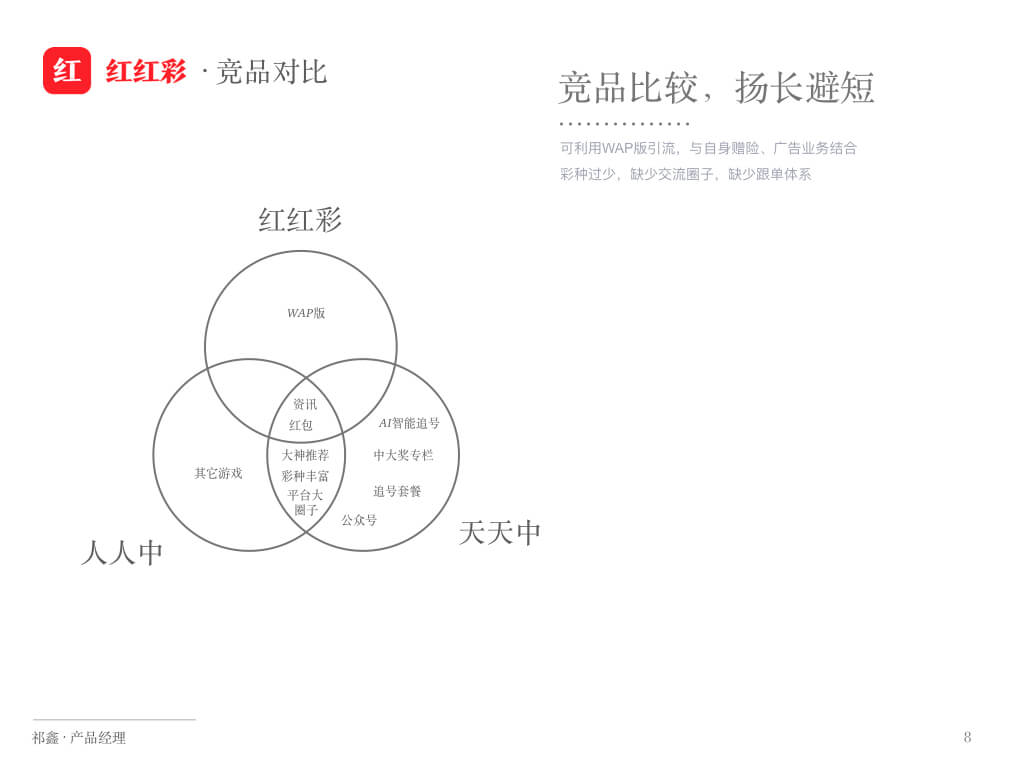 红 红红彩 · 竞品对比
竞品比较，扬长避短
可利用WAP版引流，与自身赠险、广告业务结合
彩种过少，缺少交流圈子，缺少跟单体系
红红彩
WAP版
资讯
红包
AI智能追号
大神推荐
中大奖专栏
其它游戏
彩种丰富
平台大
圈子
追号套餐
公众号
天天中
人人中
祁鑫 · 产品经理
8